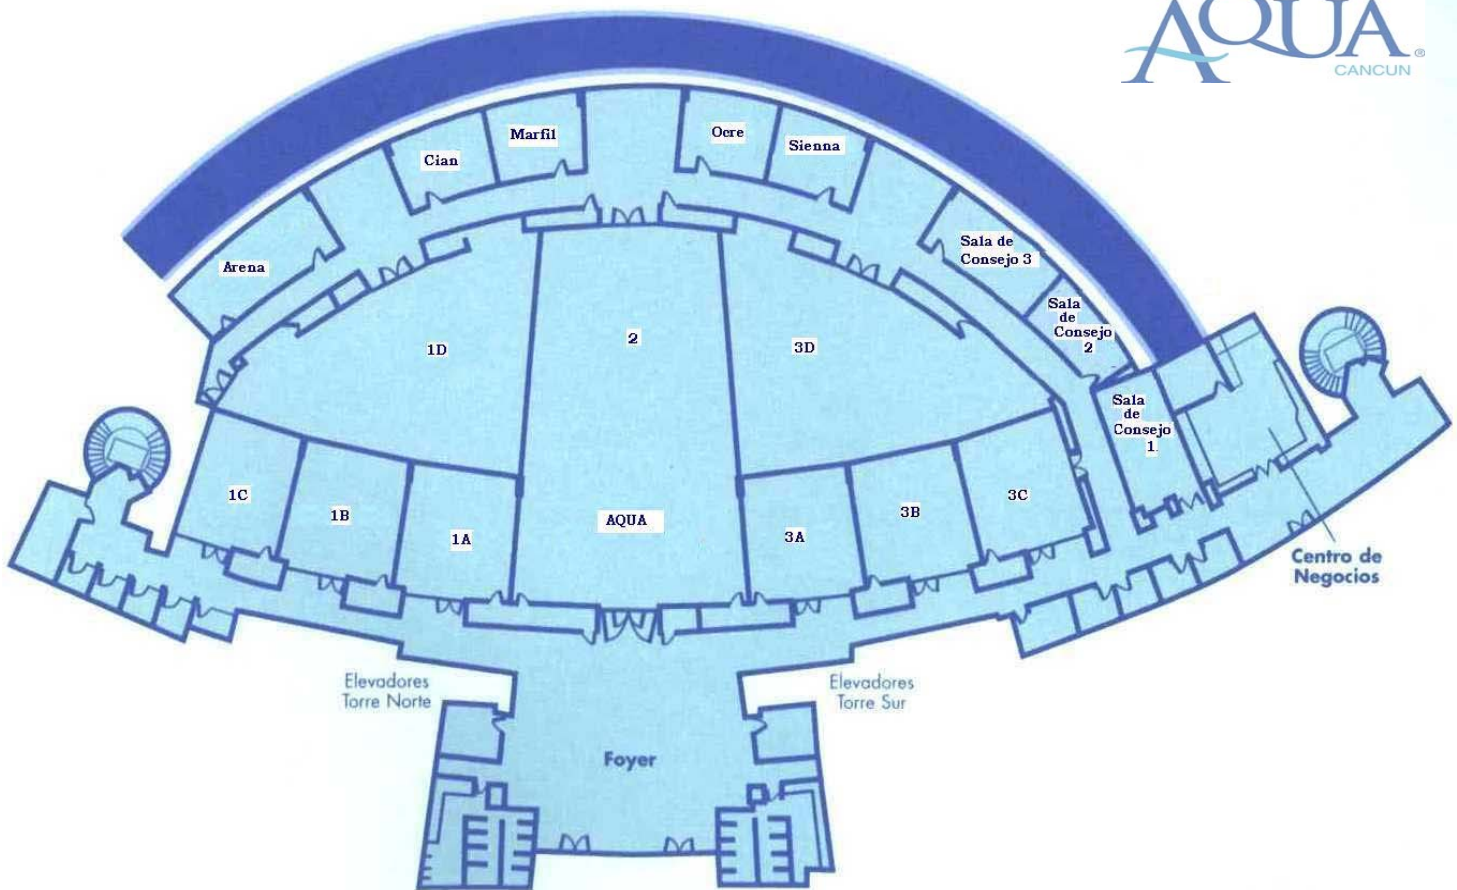 AQUA®
CANCUN
Marfil
Ocre
Cian
Sienna
Arena
Sala de
Consejo 3
Sala
de
Consejo
2
1D
2
3D
Sala
de
Consejo
1
1C
1B
1A
AQUA
3A
3B
3C
Centro de
Negocios
Elevadores
Torre Norte
Elevadores
Torre Sur
Foyer